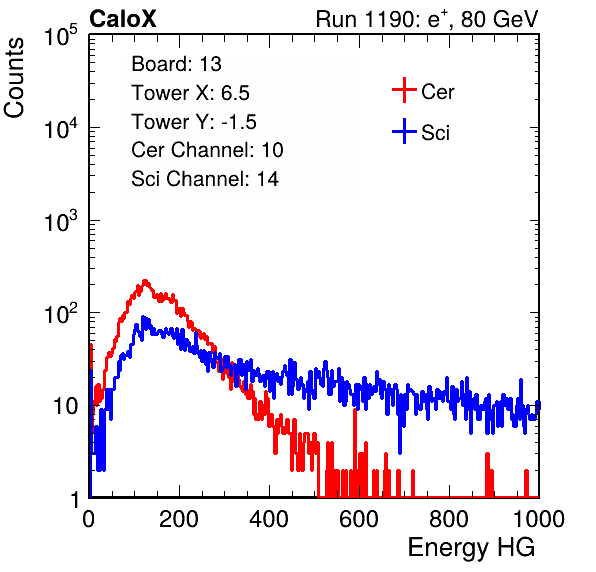 CaloX Run 1190: e⁺, 80 GeV
Counts
Board: 13
Tower X: 6.5
Tower Y: -1.5
Cer Channel: 10
Sci Channel: 14
Cer
Sci
10⁵
10⁴
10³
10²
10
1
0 200 400 600 800 1000
Energy HG